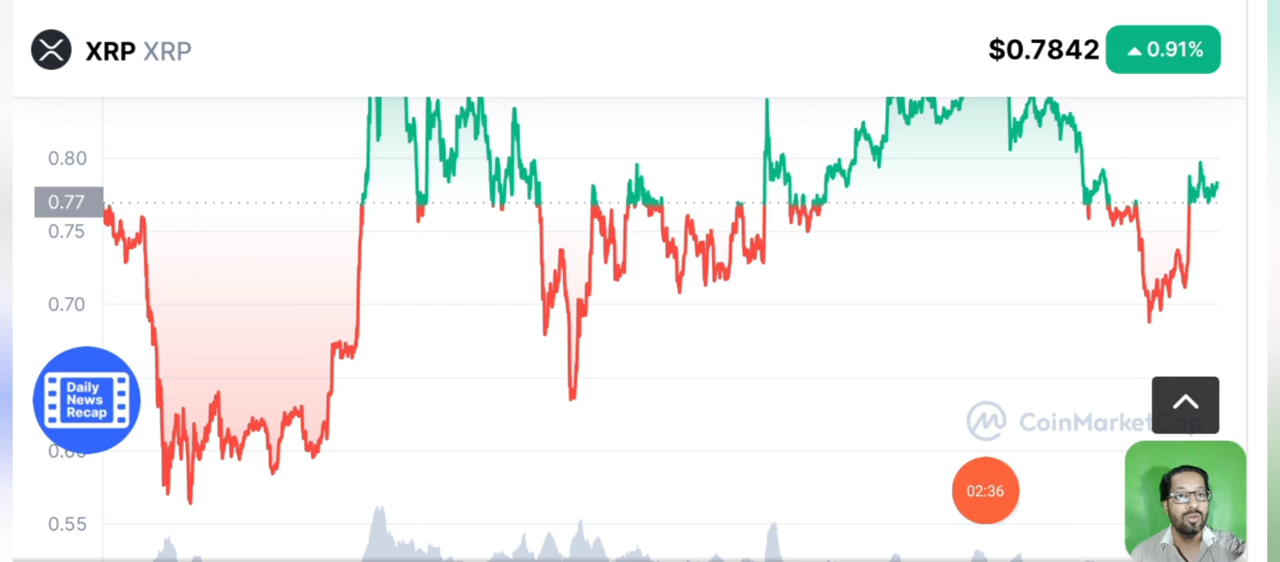 XRP XRP
$0.7842 0.91%
0.80
0.77
0.75
0.70
Daily
News
Recap
CoinMarketCap
02:36
0.55